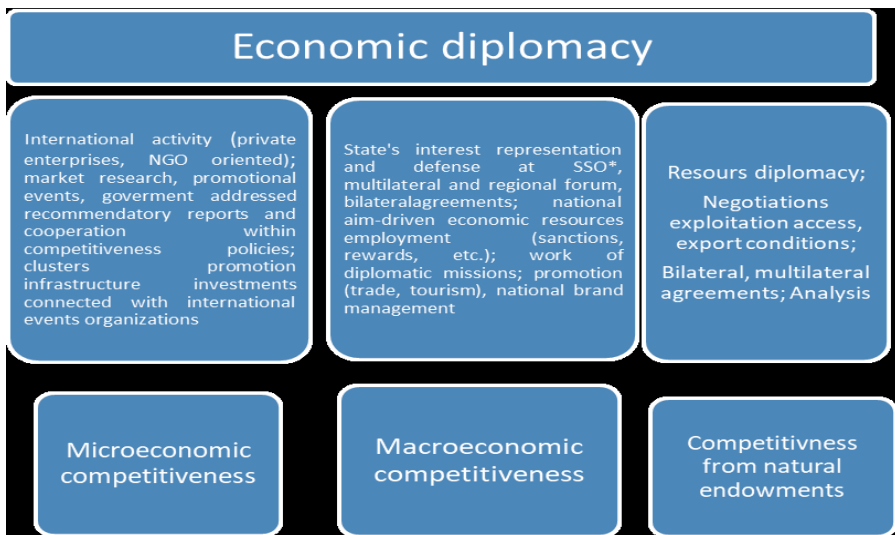 Economic diplomacy
International activity (private
enterprises, NGO oriented);
market research, promotional
events, goverment addressed
recommendatory reports and
cooperation within
competitiveness policies;
clusters promotion
infrastructure investments
connected with international
events organizations
State's interest representation
and defense at SSO*,
multilateral and regional forum,
bilateralagreements; national
aim-driven economic resources
employment (sanctions,
rewards, etc.); work of
diplomatic missions; promotion
(trade, tourism), national brand
management
Resours diplomacy;
Negotiations
exploitation access,
export conditions;
Bilateral, multilateral
agreements; Analysis
Microeconomic
competitiveness
Macroeconomic
competitiveness
Competitivness
from natural
endowments